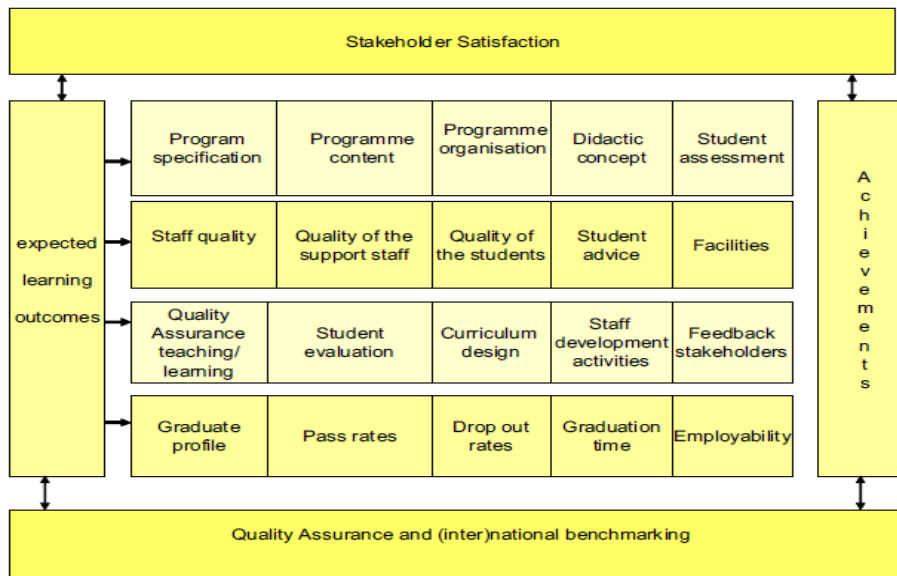 Stakeholder Satisfaction
expected
learning
outcomes
Program
specification
Programme
content
Programme
organisation
Didactic
concept
Student
assessment
Staff quality
Quality of the
support staff
Quality of
the students
Student
advice
Facilities
Quality
Assurance
teaching/
learning
Student
evaluation
Curriculum
design
Staff
development
activities
Feedback
stakeholders
Graduate
profile
Pass rates
Drop out
rates
Graduation
time
Employability
A
c
h
i
e
v
e
m
e
n
t
s
Quality Assurance and (inter)national benchmarking